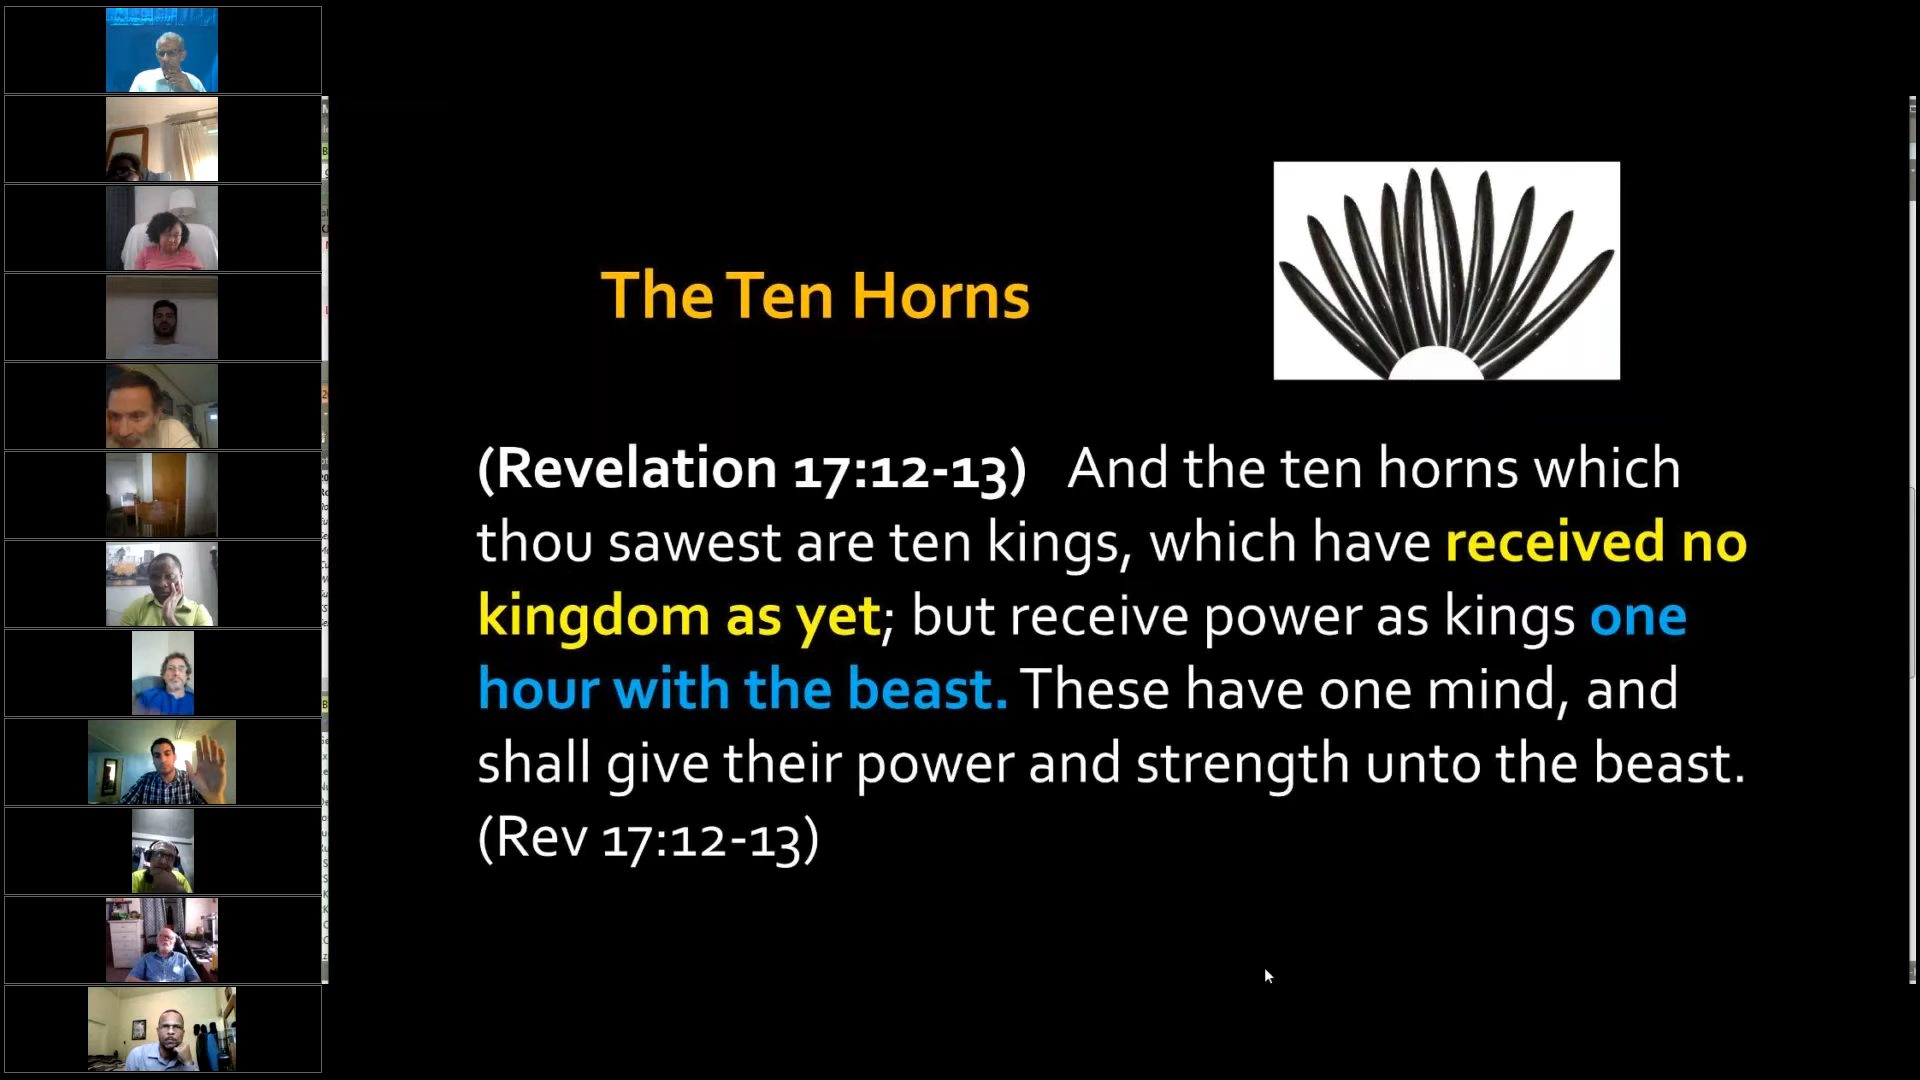 The Ten Horns
(Revelation 17:12-13) And the ten horns which
thou sawest are ten kings, which have received no
kingdom as yet; but receive power as kings one
hour with the beast. These have one mind, and
shall give their power and strength unto the beast.
(Rev 17:12-13)